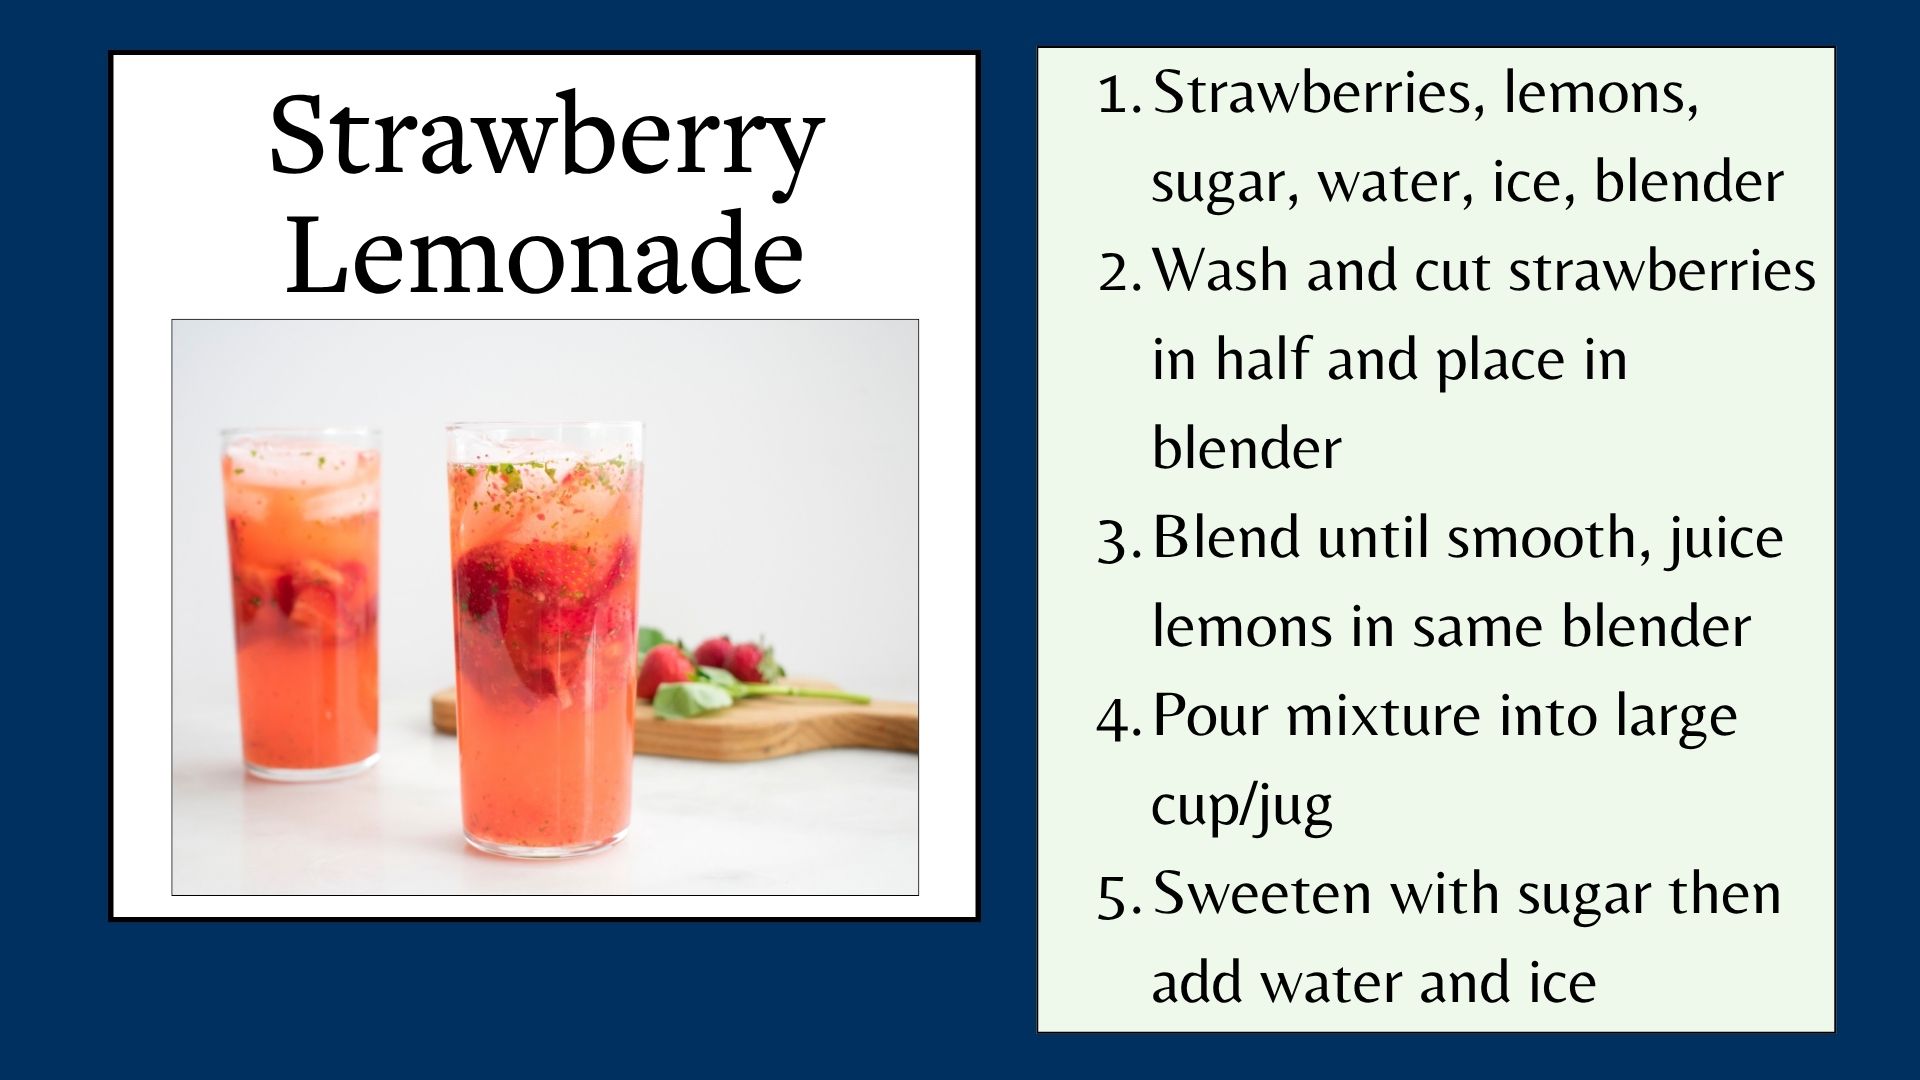 Strawberry
Lemonade
1. Strawberries, lemons,
sugar, water, ice, blender
2. Wash and cut strawberries
in half and place in
blender
3. Blend until smooth, juice
lemons in same blender
4. Pour mixture into large
cup/jug
5. Sweeten with sugar then
add water and ice